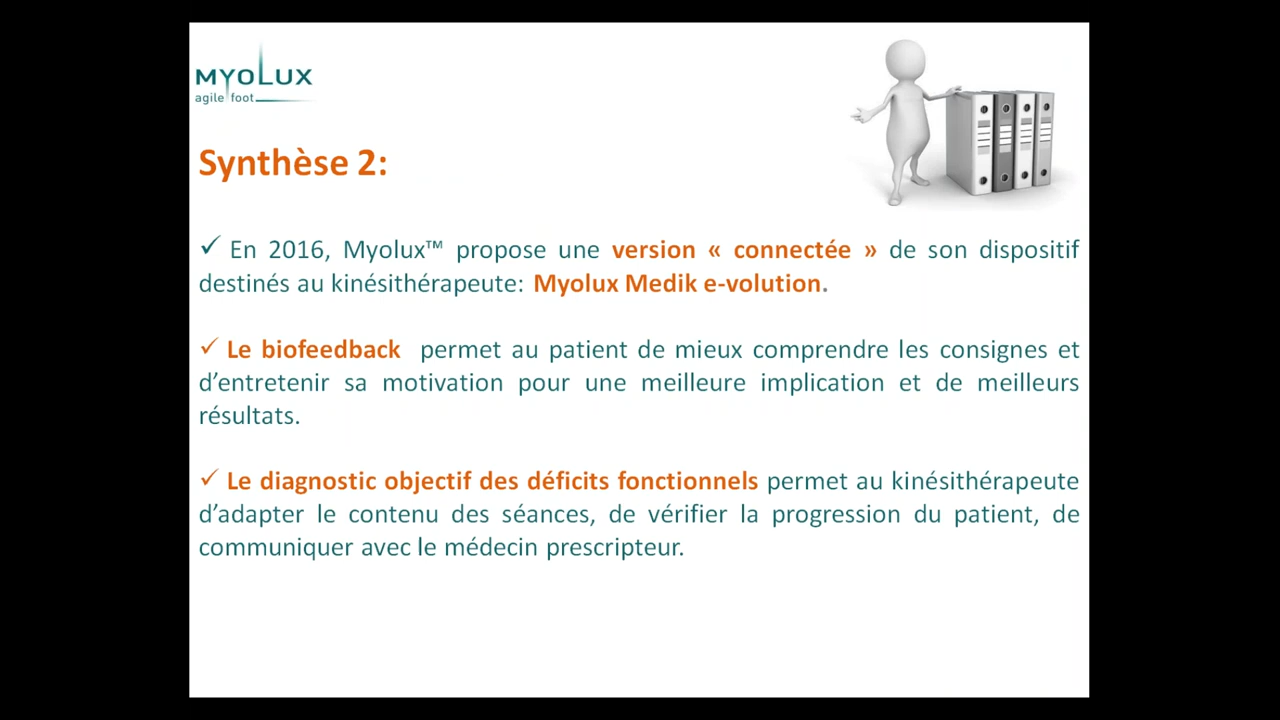 MYOLUX
agile foot
Synthèse 2:
✓ En 2016, Myolux™ propose une version « connectée » de son dispositif
destinés au kinésithérapeute: Myolux Medik e-volution.
✓ Le biofeedback permet au patient de mieux comprendre les consignes et
d’entretenir sa motivation pour une meilleure implication et de meilleurs
résultats.
✓ Le diagnostic objectif des déficits fonctionnels permet au kinésithérapeute
d’adapter le contenu des séances, de vérifier la progression du patient, de
communiquer avec le médecin prescripteur.